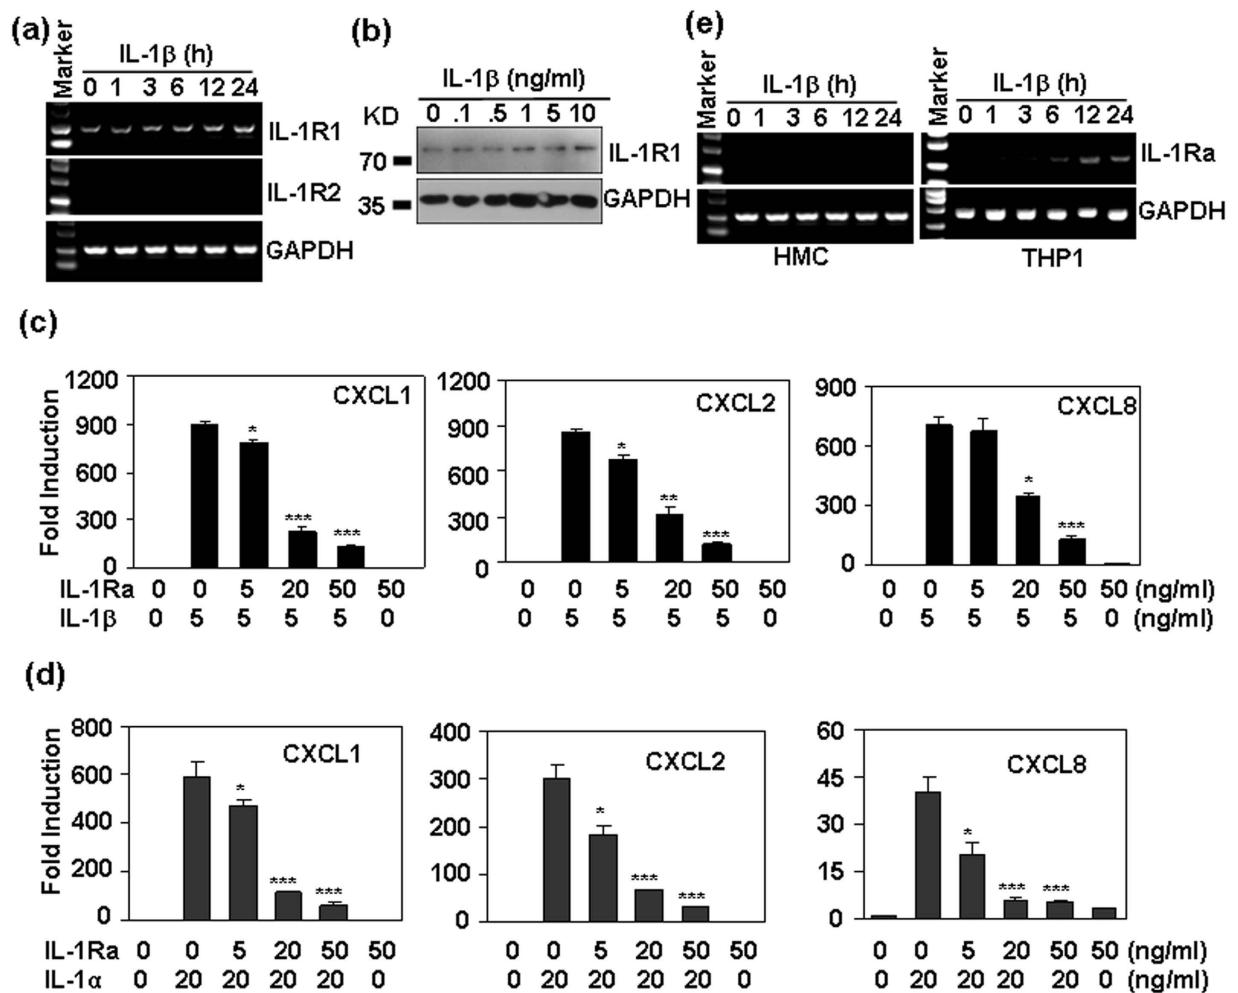 (a)
Marker
IL-1β (h)
0 1 3 6 12 24
IL-1R1
IL-1R2
GAPDH
(b)
IL-1β (ng/ml)
KD 0 .1 .5 1 5 10
70
IL-1R1
35
GAPDH
(e)
Marker
IL-1β (h)
0 1 3 6 12 24
Marker
IL-1β (h)
0 1 3 6 12 24
IL-1Ra
GAPDH
HMC
THP1
(c)
Fold Induction
1200
900
600
300
0
CXCL1
*
***
***
1200
900
600
300
0
CXCL2
*
**
***
900
600
300
0
CXCL8
*
***
IL-1Ra 0 0 5 20 50 50 0 0 5 20 50 50 0 0 5 20 50 50 (ng/ml)
IL-1β 0 5 5 5 5 0 0 5 5 5 5 0 0 5 5 5 5 0 (ng/ml)
(d)
Fold Induction
800
600
400
200
0
CXCL1
*
***
***
400
300
200
100
0
CXCL2
*
***
***
60
45
30
15
0
CXCL8
*
***
***
IL-1Ra 0 0 5 20 50 50 0 0 5 20 50 50 0 0 5 20 50 50 (ng/ml)
IL-1α 0 20 20 20 20 0 0 20 20 20 20 0 0 20 20 20 20 0 (ng/ml)